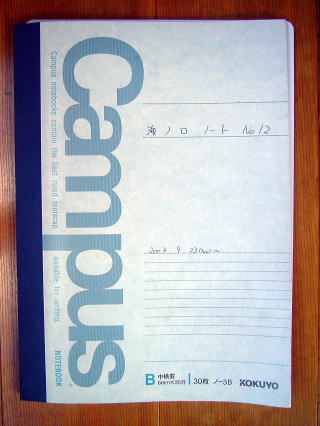 Campus
Campus notebooks contain the best ruled foolscap suitable for writing
NOTEBOOK
海ノ口 ノート No 12
2003 9 23
B 中横罫 6mm×35行 30枚 ノ-3B KOKUYO